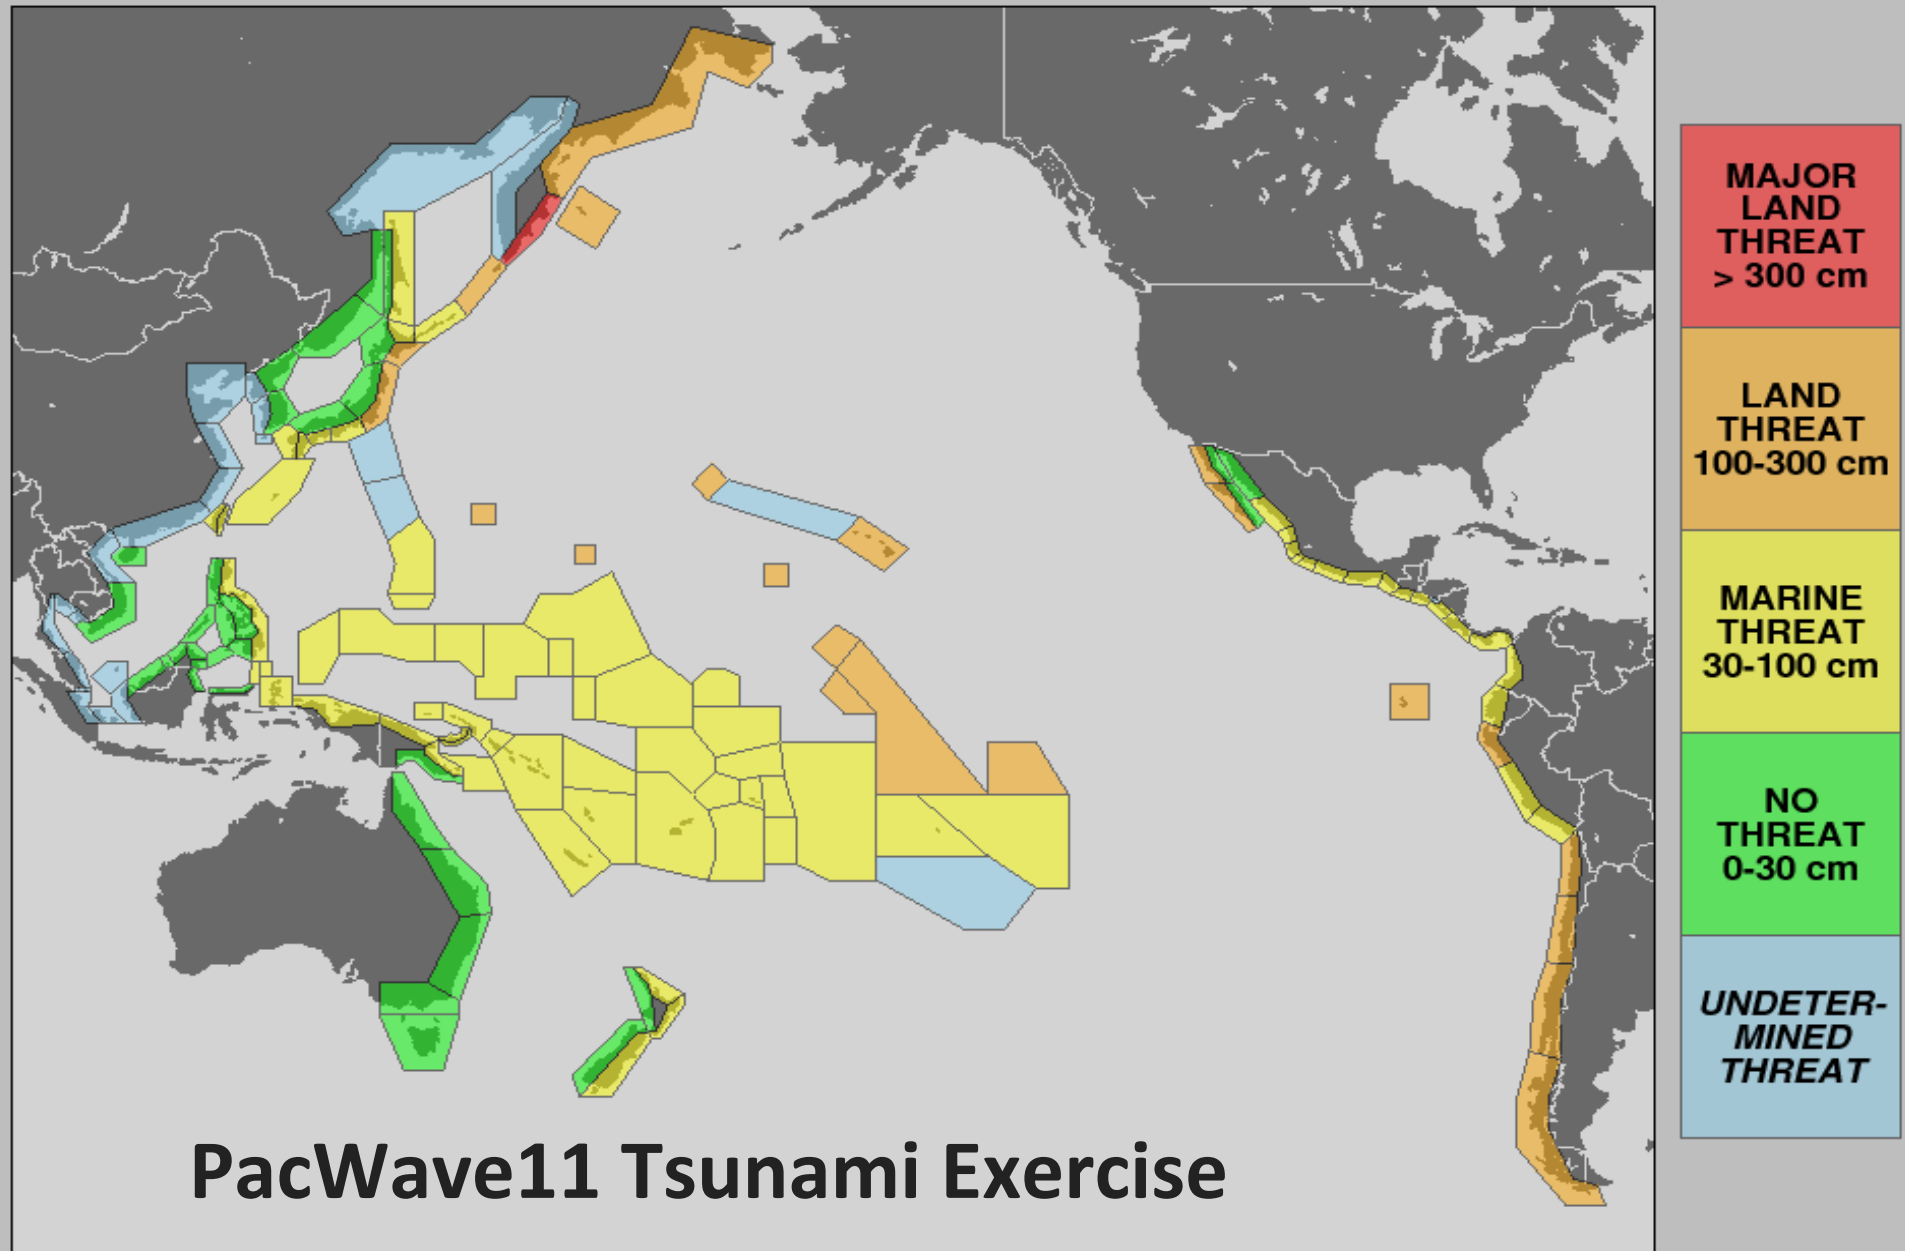 MAJOR
LAND
THREAT
> 300 cm
LAND
THREAT
100-300 cm
MARINE
THREAT
30-100 cm
NO
THREAT
0-30 cm
UNDETER-
MINED
THREAT
PacWave11 Tsunami Exercise